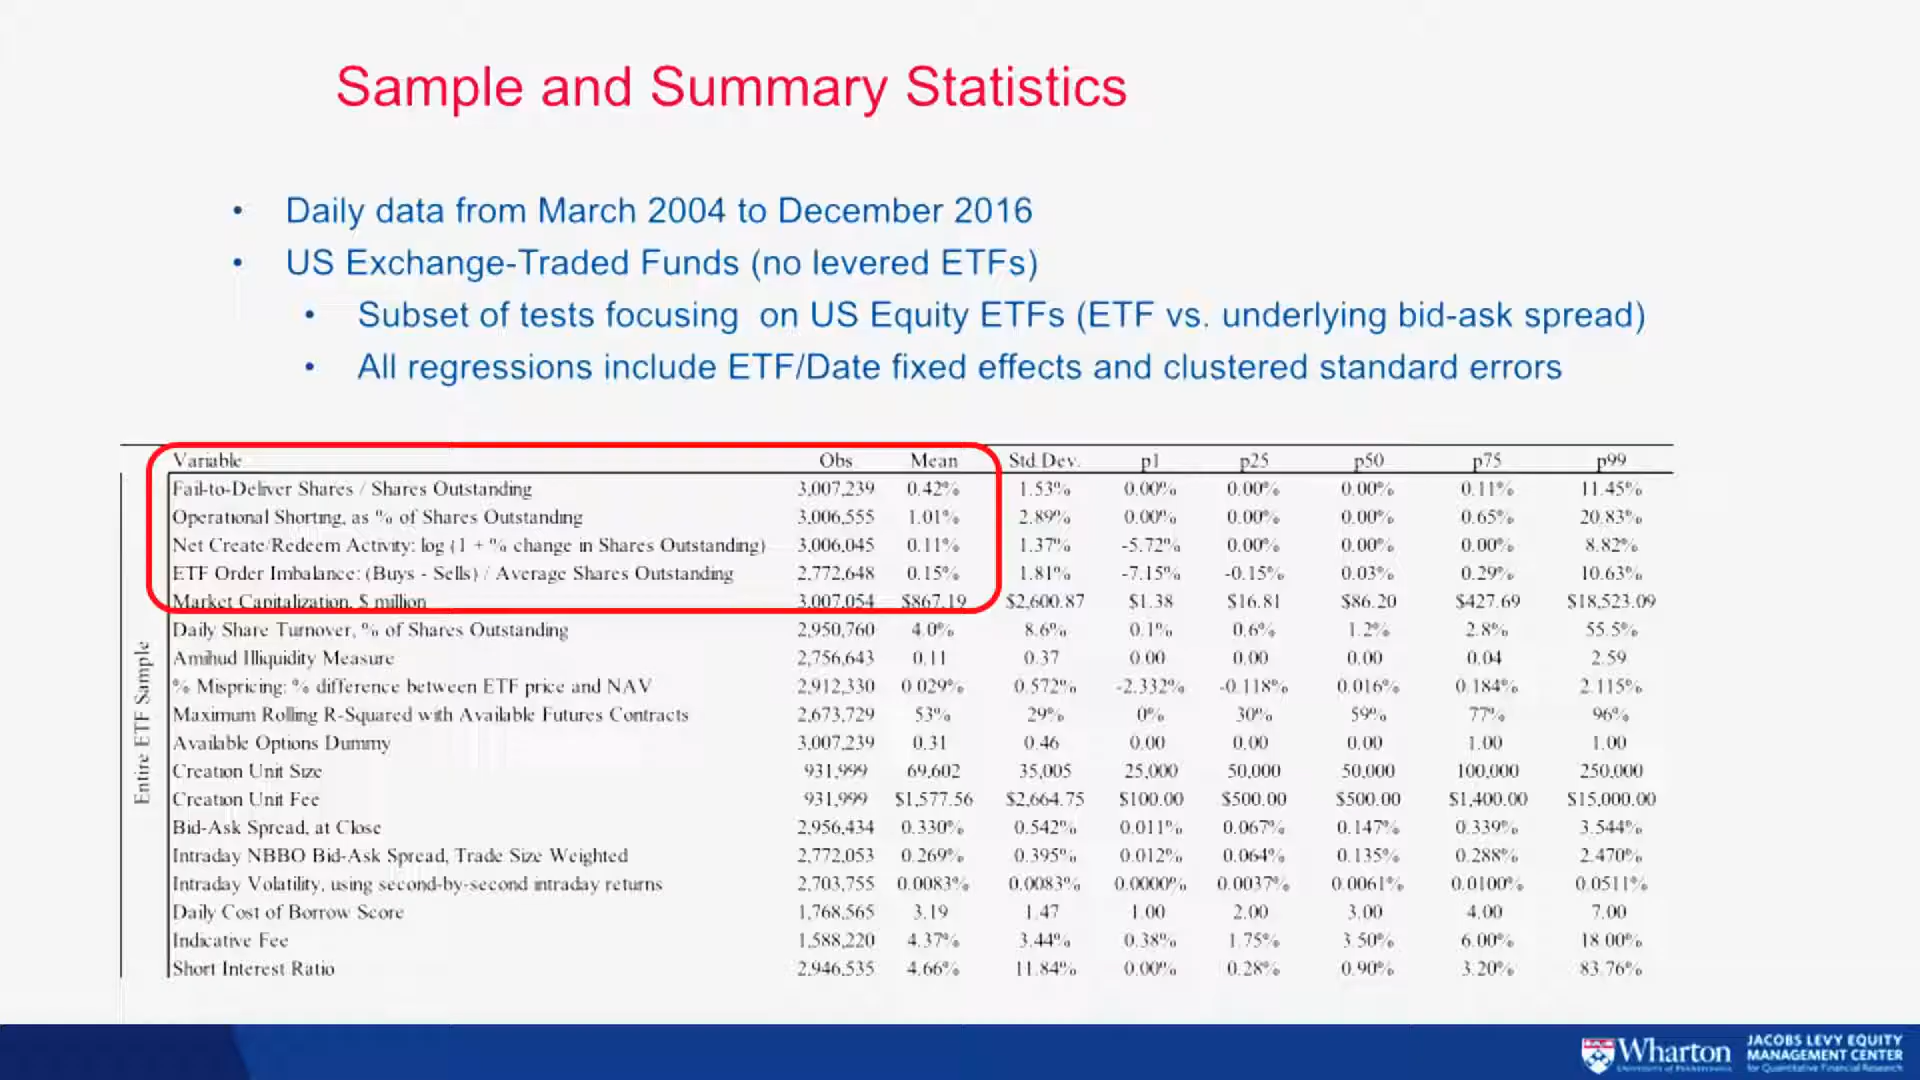 Sample and Summary Statistics
• Daily data from March 2004 to December 2016
• US Exchange-Traded Funds (no levered ETFs)
• Subset of tests focusing on US Equity ETFs (ETF vs. underlying bid-ask spread)
• All regressions include ETF/Date fixed effects and clustered standard errors
Variable Obs Mean Std.Dev. p1 p25 p50 p75 p99
Fail-to-Deliver Shares / Shares Outstanding 3,007,239 0.42% 1.53% 0.00% 0.00% 0.00% 0.11% 11.45%
Operational Shorting, as % of Shares Outstanding 3,006,555 1.01% 2.89% 0.00% 0.00% 0.00% 0.65% 20.83%
Net Create/Redeem Activity: log (1 + % change in Shares Outstanding) 3,006,045 0.11% 1.37% -5.72% 0.00% 0.00% 0.00% 8.82%
ETF Order Imbalance: (Buys - Sells) / Average Shares Outstanding 2,772,648 0.15% 1.81% -7.15% -0.15% 0.03% 0.29% 10.63%
Market Capitalization, $ million 3,007,054 $867.19 $2,600.87 $1.38 $16.81 $86.20 $427.69 $18,523.09
Daily Share Turnover, % of Shares Outstanding 2,950,760 4.0% 8.6% 0.1% 0.6% 1.2% 2.8% 55.5%
Amihud Illiquidity Measure 2,756,643 0.11 0.37 0.00 0.00 0.00 0.04 2.59
% Mispricing: % difference between ETF price and NAV 2,912,330 0.029% 0.572% -2.332% -0.118% 0.016% 0.184% 2.115%
Maximum Rolling R-Squared with Available Futures Contracts 2,673,729 53% 29% 0% 30% 59% 77% 96%
Available Options Dummy 3,007,239 0.31 0.46 0.00 0.00 0.00 1.00 1.00
Creation Unit Size 931,999 69,602 35,005 25,000 50,000 50,000 100,000 250,000
Creation Unit Fee 931,999 $1,577.56 $2,664.75 $100.00 $500.00 $500.00 $1,400.00 $15,000.00
Bid-Ask Spread, at Close 2,956,434 0.330% 0.542% 0.011% 0.067% 0.147% 0.339% 3.544%
Intraday NBBO Bid-Ask Spread, Trade Size Weighted 2,772,053 0.269% 0.395% 0.012% 0.064% 0.135% 0.288% 2.470%
Intraday Volatility, using second-by-second intraday returns 2,703,755 0.0083% 0.0083% 0.0000% 0.0037% 0.0061% 0.0100% 0.0511%
Daily Cost of Borrow Score 1,768,565 3.19 1.47 1.00 2.00 3.00 4.00 7.00
Indicative Fee 1,588,220 4.37% 3.44% 0.38% 1.75% 3.50% 6.00% 18.00%
Short Interest Ratio 2,946,535 4.66% 11.84% 0.00% 0.28% 0.90% 3.20% 83.76%
Entire ETF Sample
Wharton
UNIVERSITY of PENNSYLVANIA
JACOBS LEVY EQUITY
MANAGEMENT CENTER
for Quantitative Financial Research